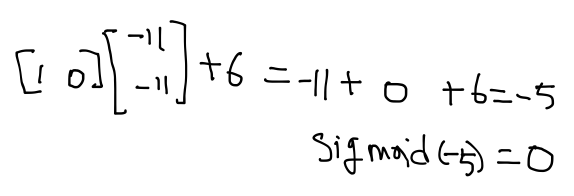 [1 0] [-11 -11] + 6 = -11 + 0 + 6 = -5
Sigmoid(-5) = 0